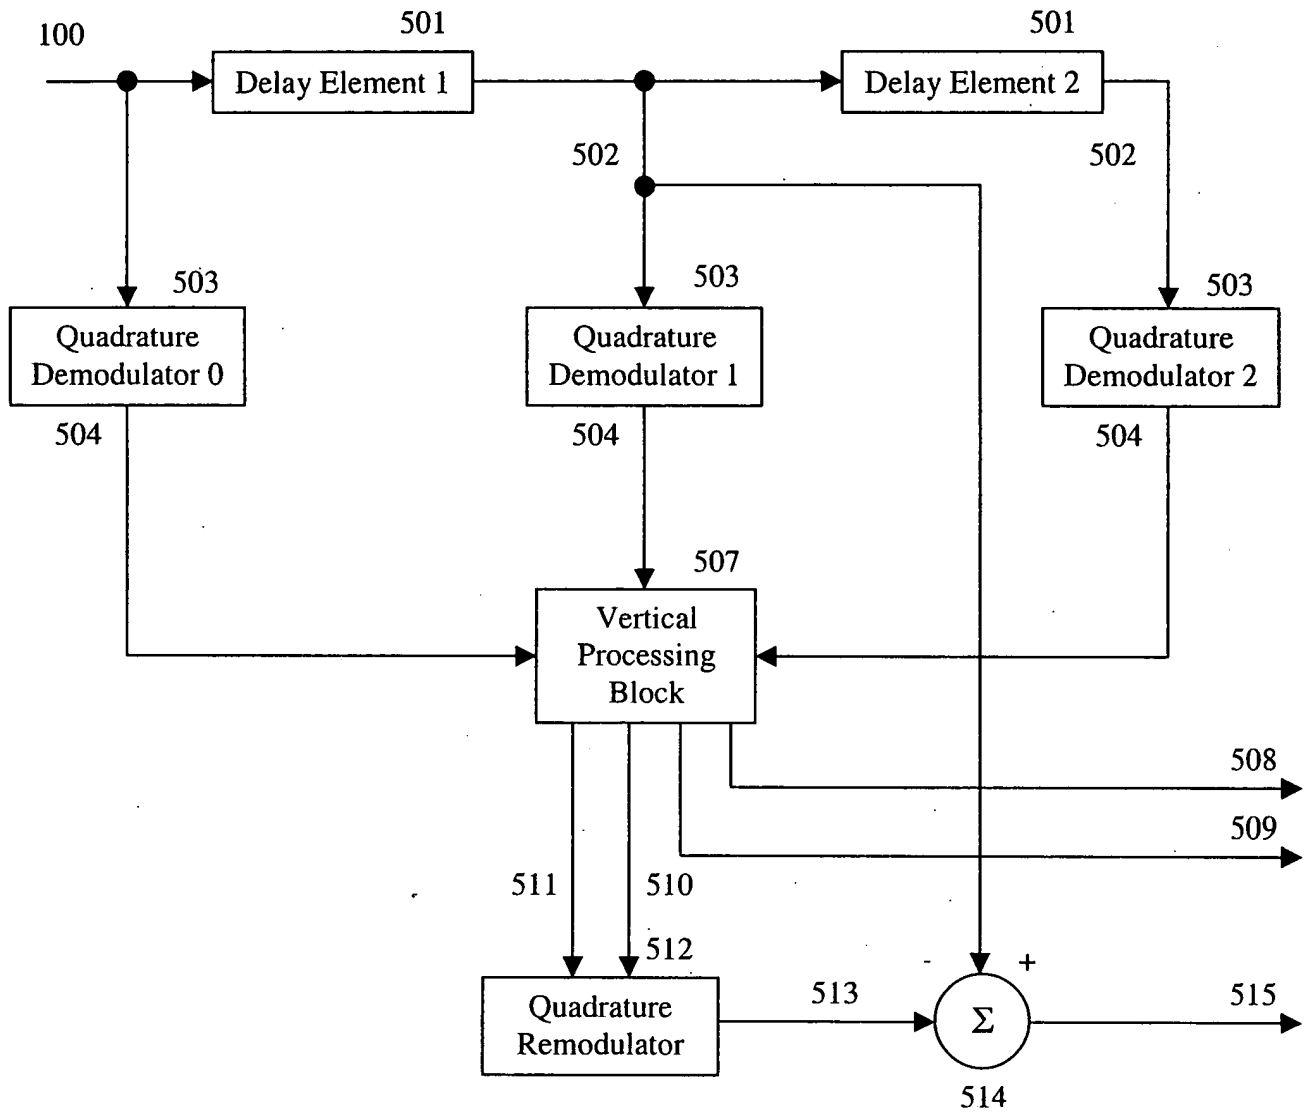 100
501
501
Delay Element 1
Delay Element 2
502
502
503
503
503
Quadrature
Demodulator 0
Quadrature
Demodulator 1
Quadrature
Demodulator 2
504
504
504
507
Vertical
Processing
Block
508
509
511
510
512
Quadrature
Remodulator
513
-
+
Σ
515
514